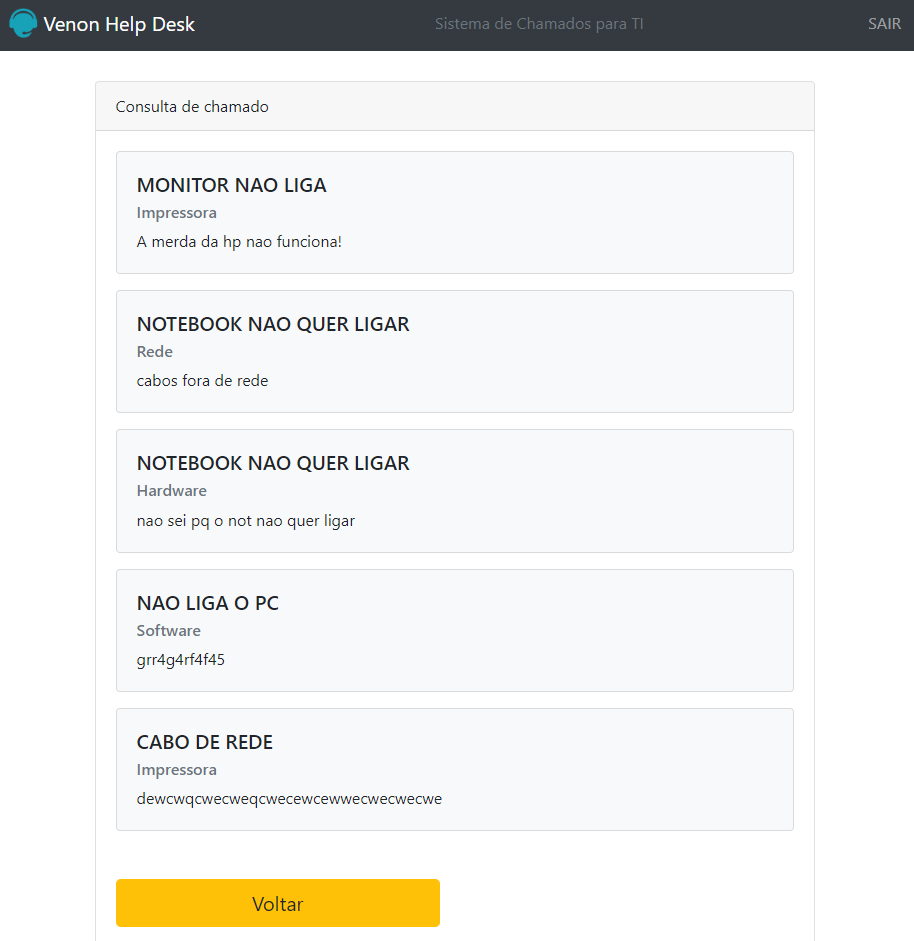 Venon Help Desk
Sistema de Chamados para TI
SAIR
Consulta de chamado
MONITOR NAO LIGA
Impressora
A merda da hp nao funciona!
NOTEBOOK NAO QUER LIGAR
Rede
cabos fora de rede
NOTEBOOK NAO QUER LIGAR
Hardware
nao sei pq o not nao quer ligar
NAO LIGA O PC
Software
grr4g4rf4f45
CABO DE REDE
Impressora
dewcwqcwecweqcwecewcewwecwecwecwe
Voltar